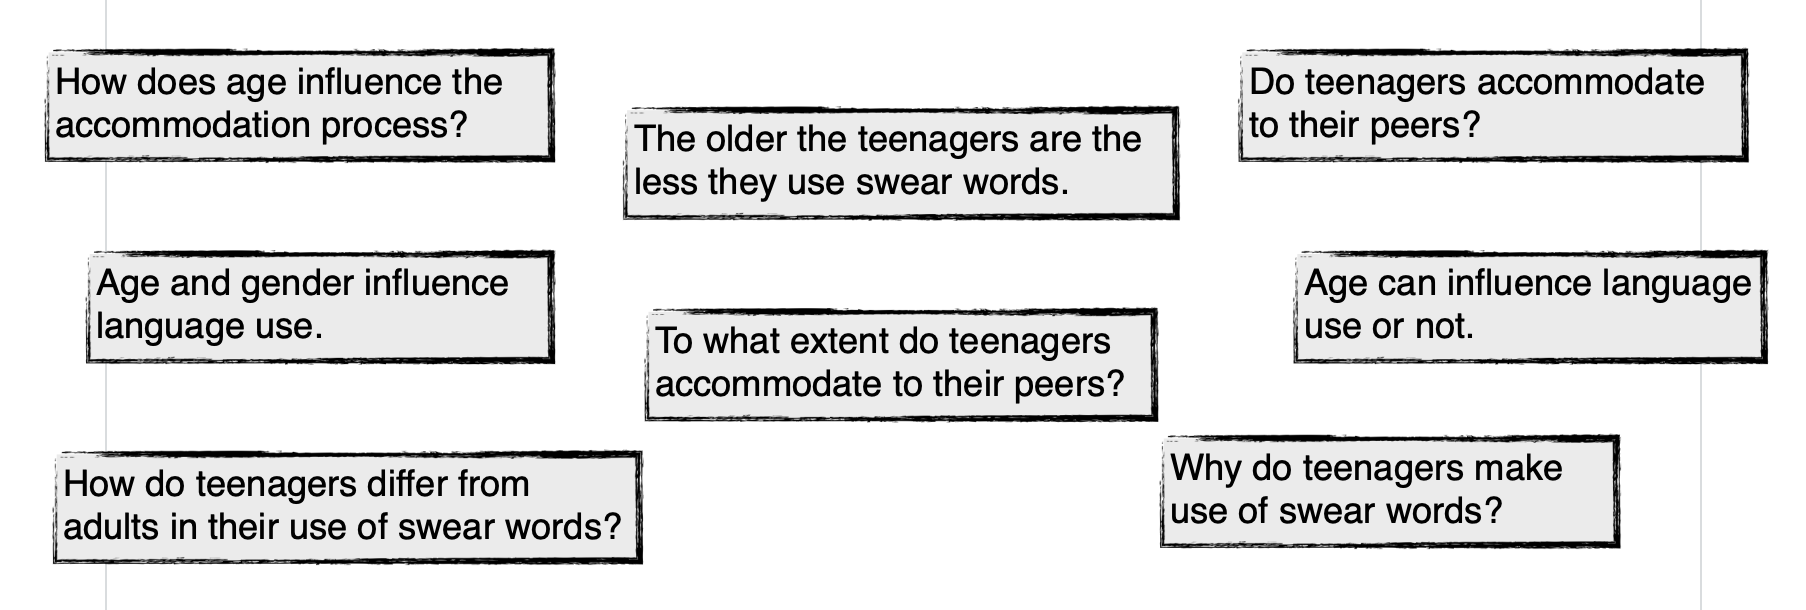 How does age influence the
accommodation process?
The older the teenagers are the
less they use swear words.
Do teenagers accommodate
to their peers?
Age and gender influence
language use.
To what extent do teenagers
accommodate to their peers?
Age can influence language
use or not.
How do teenagers differ from
adults in their use of swear words?
Why do teenagers make
use of swear words?